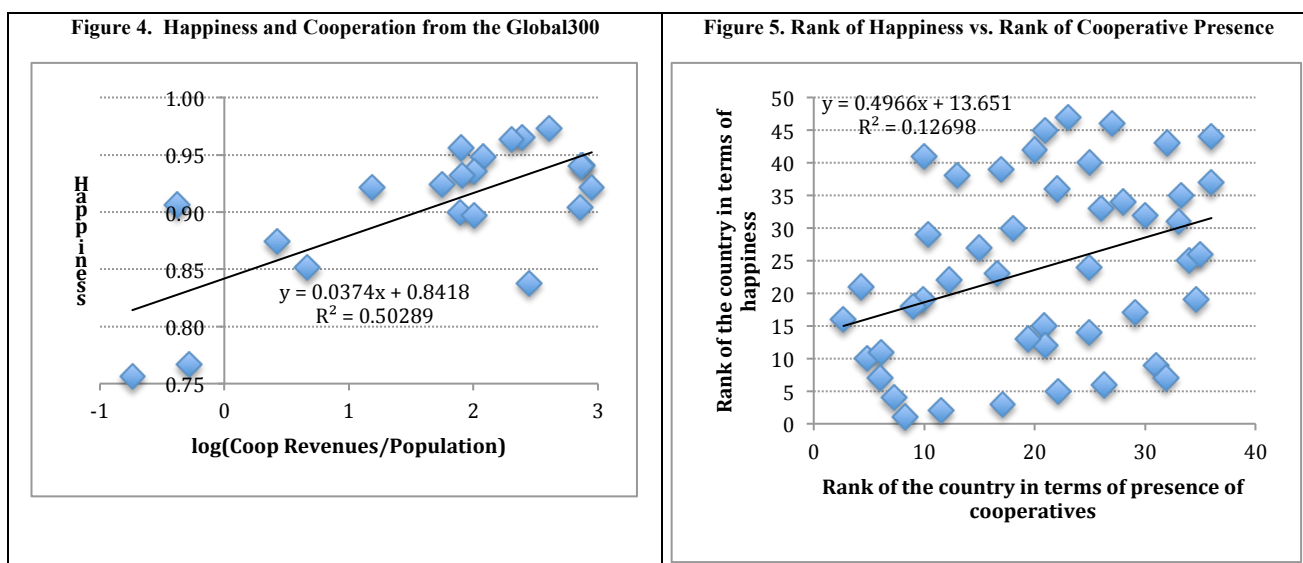 Figure 4.  Happiness and Cooperation from the Global300
1.00
0.95
0.90
0.85
0.80
0.75
-1
0
1
2
3
Happiness
y = 0.0374x + 0.8418
R² = 0.50289
log(Coop Revenues/Population)
Figure 5. Rank of Happiness vs. Rank of Cooperative Presence
y = 0.4966x + 13.651
R² = 0.12698
50
45
40
35
30
25
20
15
10
5
0
0
10
20
30
40
Rank of the country in terms of
happiness
Rank of the country in terms of presence of
cooperatives